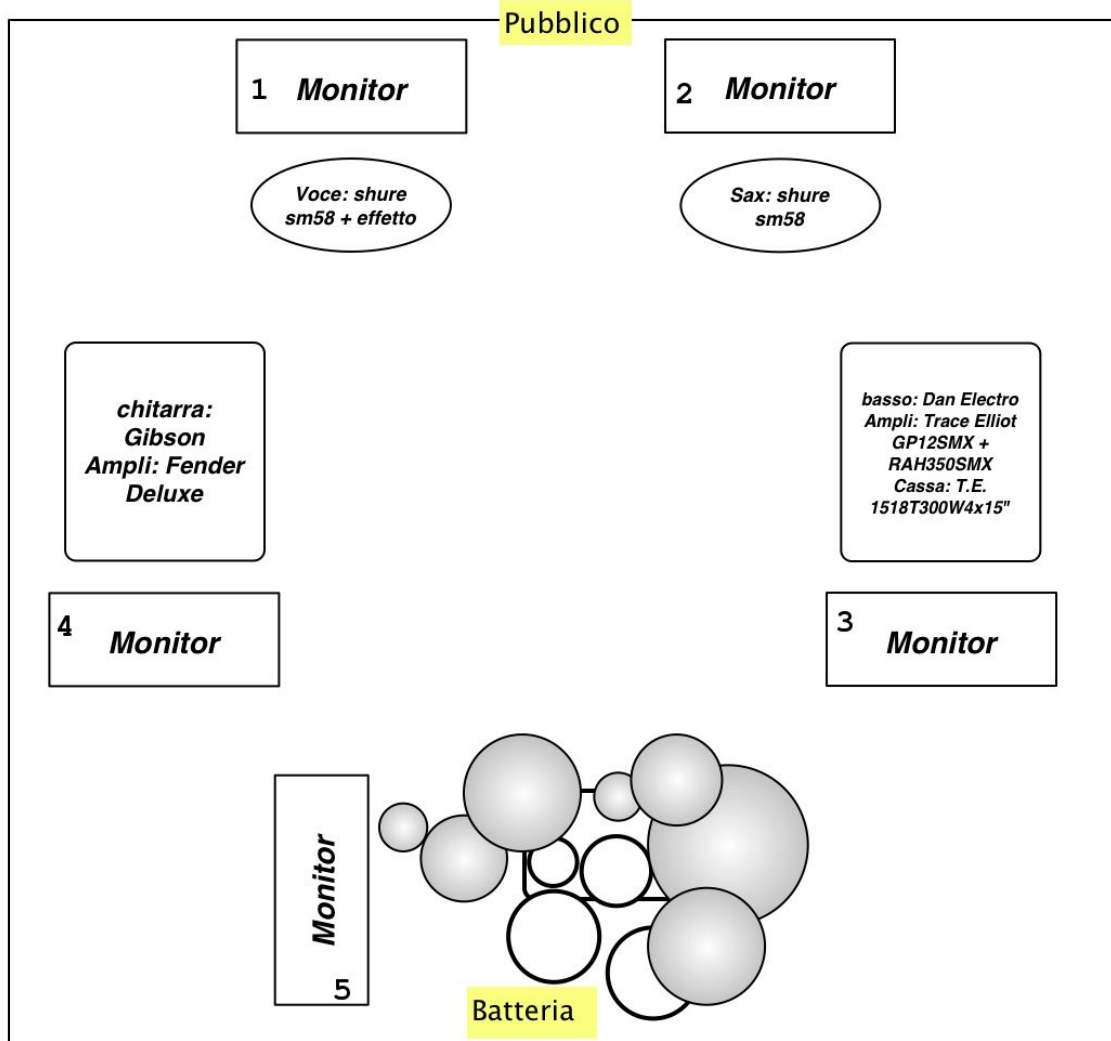 Pubblico
1 Monitor
2 Monitor
Voce: shure
sm58 + effetto
Sax: shure
sm58
chitarra:
Gibson
Ampli: Fender
Deluxe
basso: Dan Electro
Ampli: Trace Elliot
GP12SMX +
RAH350SMX
Cassa: T.E.
1518T300W4x15"
4 Monitor
3 Monitor
Monitor
5
Batteria